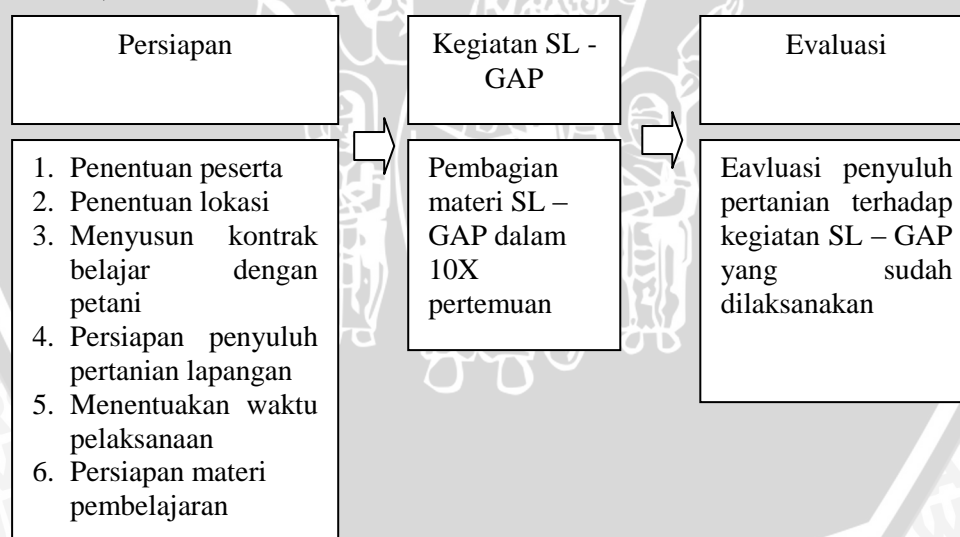 Persiapan
1. Penentuan peserta
2. Penentuan lokasi
3. Menyusun kontrak
belajar dengan
petani
4. Persiapan penyuluh
pertanian lapangan
5. Menentuakan waktu
pelaksanaan
6. Persiapan materi
pembelajaran
Kegiatan SL -
GAP
Pembagian
materi SL –
GAP dalam
10X
pertemuan
Evaluasi
Eavluasi penyuluh
pertanian terhadap
kegiatan SL – GAP
yang sudah
dilaksanakan